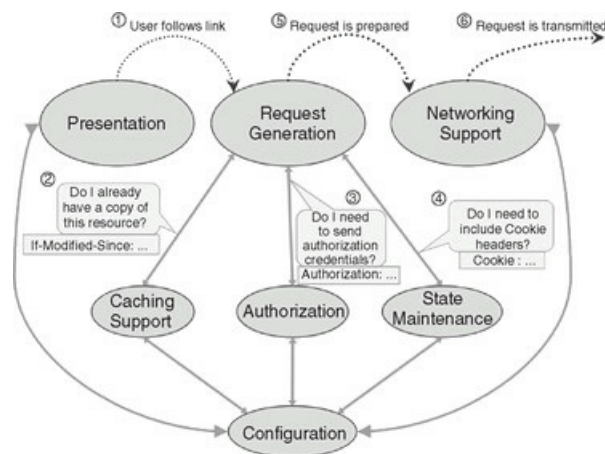 ① User follows link
⑤ Request is prepared
⑥ Request is transmitted
Presentation
Request
Generation
Networking
Support
②
Do I already
have a copy of
this resource?
If-Modified-Since: ...
③
Do I need
to send
authorization
credentials?
Authorization: ...
④
Do I need to
include Cookie
headers?
Cookie : ...
Caching
Support
Authorization
State
Maintenance
Configuration